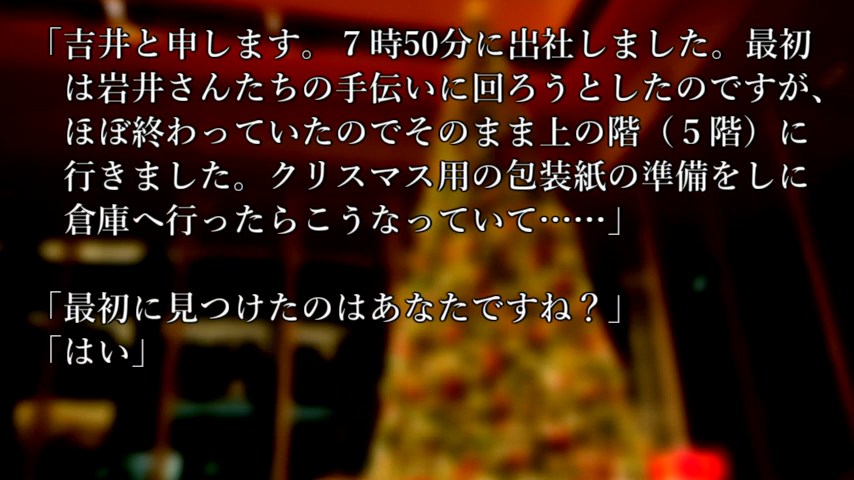 「吉井と申します。７時50分に出社しました。最初
は岩井さんたちの手伝いに回ろうとしたのですが、
ほぼ終わっていたのでそのまま上の階（５階）に
行きました。クリスマス用の包装紙の準備をしに
倉庫へ行ったらこうなっていて……」
「最初に見つけたのはあなたですね？」
「はい」